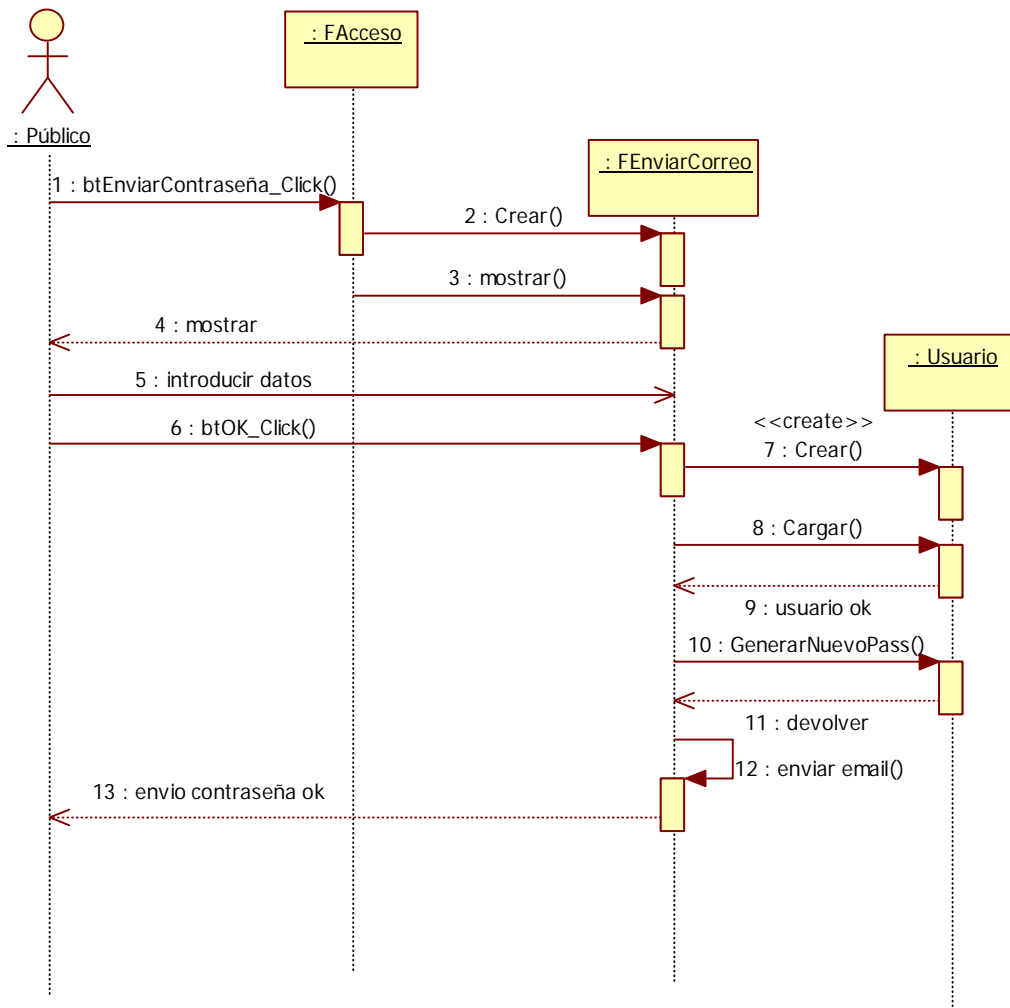 : FAcceso
: Público
: FEnviarCorreo
1 : btEnviarContraseña_Click()
2 : Crear()
3 : mostrar()
4 : mostrar
: Usuario
5 : introducir datos
6 : btOK_Click()
<<create>>
7 : Crear()
8 : Cargar()
9 : usuario ok
10 : GenerarNuevoPass()
11 : devolver
12 : enviar email()
13 : envio contraseña ok